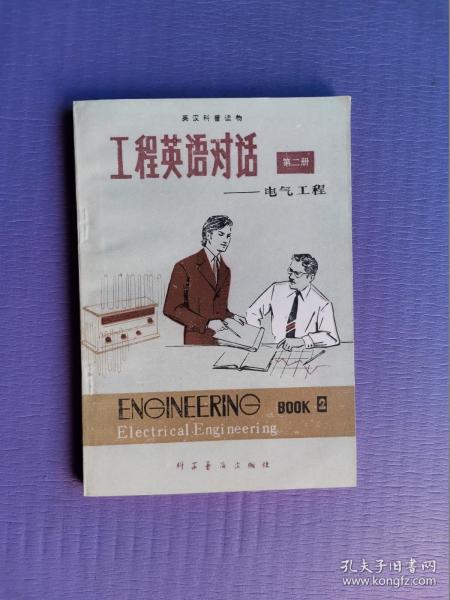 英汉科普读物
工程英语对话 第二册
——电气工程
ENGINEERING BOOK 2
Electrical Engineering
科学普及出版社
孔夫子旧书网
www.kongfz.com